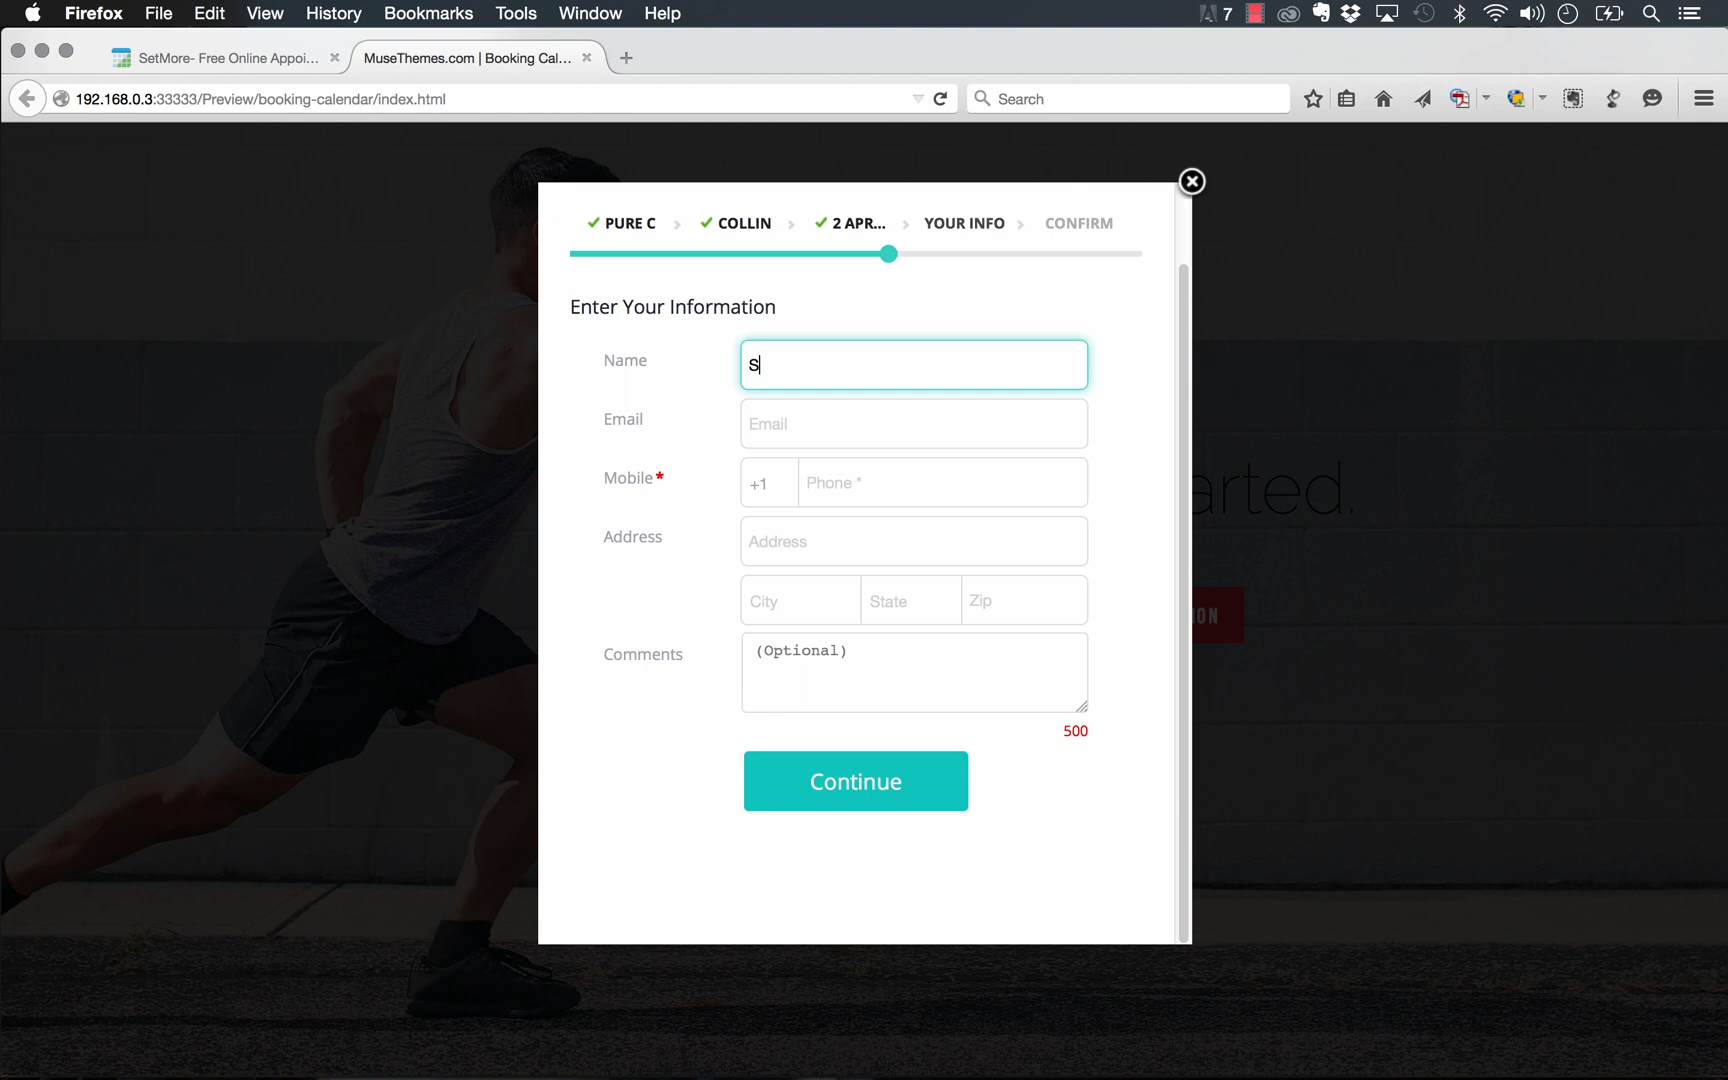 Firefox File Edit View History Bookmarks Tools Window Help 7
SetMore- Free Online Appoi... MuseThemes.com | Booking Cal...
192.168.0.3:33333/Preview/booking-calendar/index.html Search
PURE C COLLIN 2 APR... YOUR INFO CONFIRM
Enter Your Information
Name S
Email Email
Mobile* +1 Phone *
arted.
Address Address
City State Zip
ION
Comments (Optional)
500
Continue